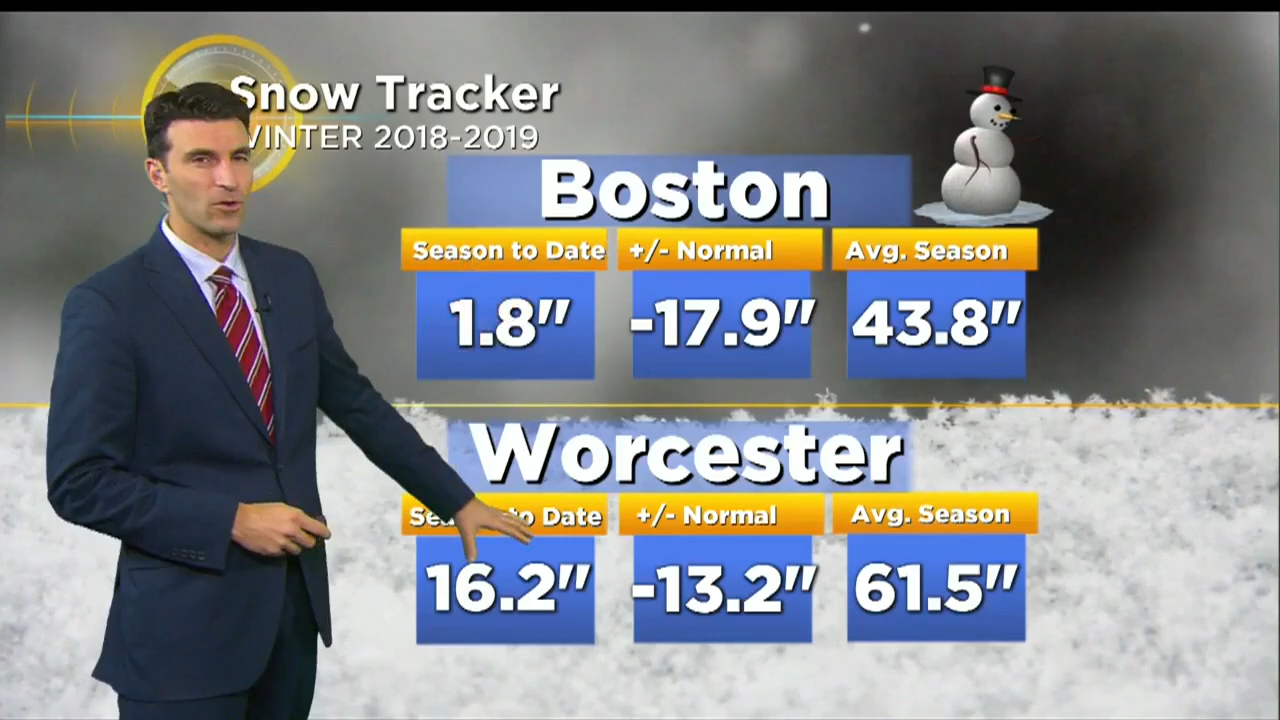 Snow Tracker
WINTER 2018-2019
Boston
Season to Date +/- Normal Avg. Season
1.8" -17.9" 43.8"
Worcester
Season to Date +/- Normal Avg. Season
16.2" -13.2" 61.5"